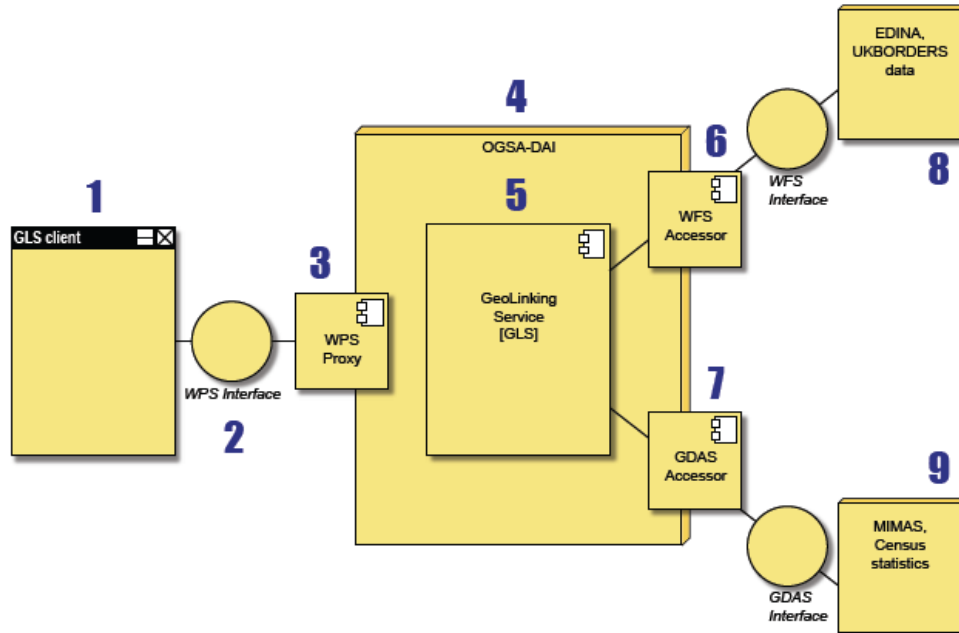 1
GLS client
2
WPS Interface
3
WPS
Proxy
4
OGSA-DAI
5
GeoLinking
Service
[GLS]
6
WFS
Accessor
WFS
Interface
7
GDAS
Accessor
GDAS
Interface
EDINA,
UKBORDERS
data
8
9
MIMAS,
Census
statistics